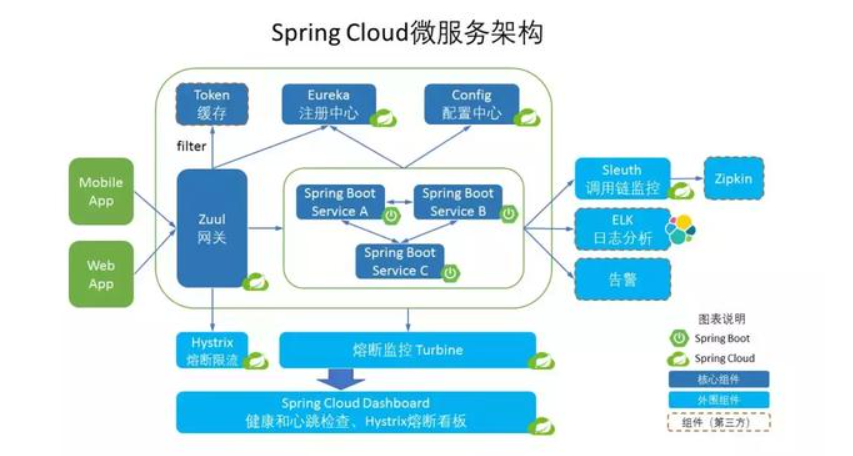 Spring Cloud微服务架构
Token
缓存
Eureka
注册中心
Config
配置中心
filter
Mobile
App
Web
App
Zuul
网关
Spring Boot
Service A
Spring Boot
Service B
Spring Boot
Service C
Sleuth
调用链监控
Zipkin
ELK
日志分析
告警
Hystrix
熔断限流
熔断监控 Turbine
Spring Cloud Dashboard
健康和心跳检查、Hystrix熔断看板
图表说明
Spring Boot
Spring Cloud
核心组件
外围组件
组件（第三方）